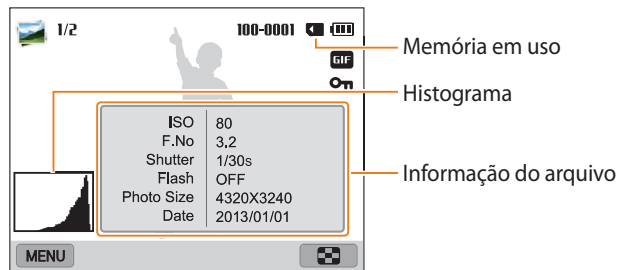 1/2 100-0001
GIF
Memória em uso
Histograma
ISO 80
F.No 3.2
Shutter 1/30s
Flash OFF
Photo Size 4320X3240
Date 2013/01/01
Informação do arquivo
MENU